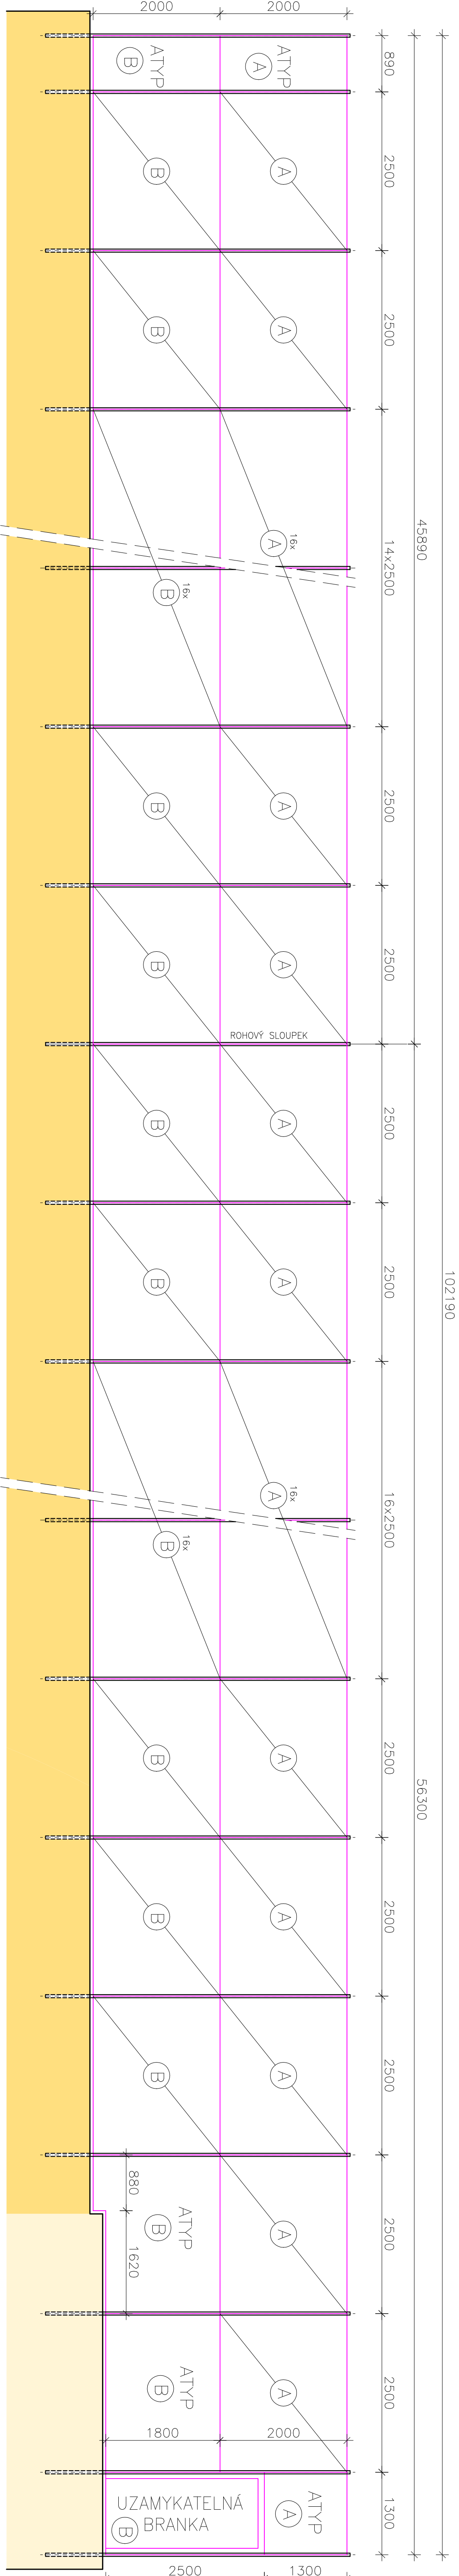 2000
2000
ATYP
B
ATYP
A
890
B
A
2500
B
A
2500
45890
16x
A
16x
B
14x2500
B
A
2500
B
A
2500
ROHOVÝ SLOUPEK
B
A
2500
102190
B
A
2500
16x
A
16x
B
16x2500
B
A
2500
56300
B
A
2500
B
A
2500
880
1620
ATYP
B
A
2500
ATYP
B
A
2500
1800
2000
UZAMYKATELNÁ
BRANKA
B
ATYP
A
1300
2500
1300